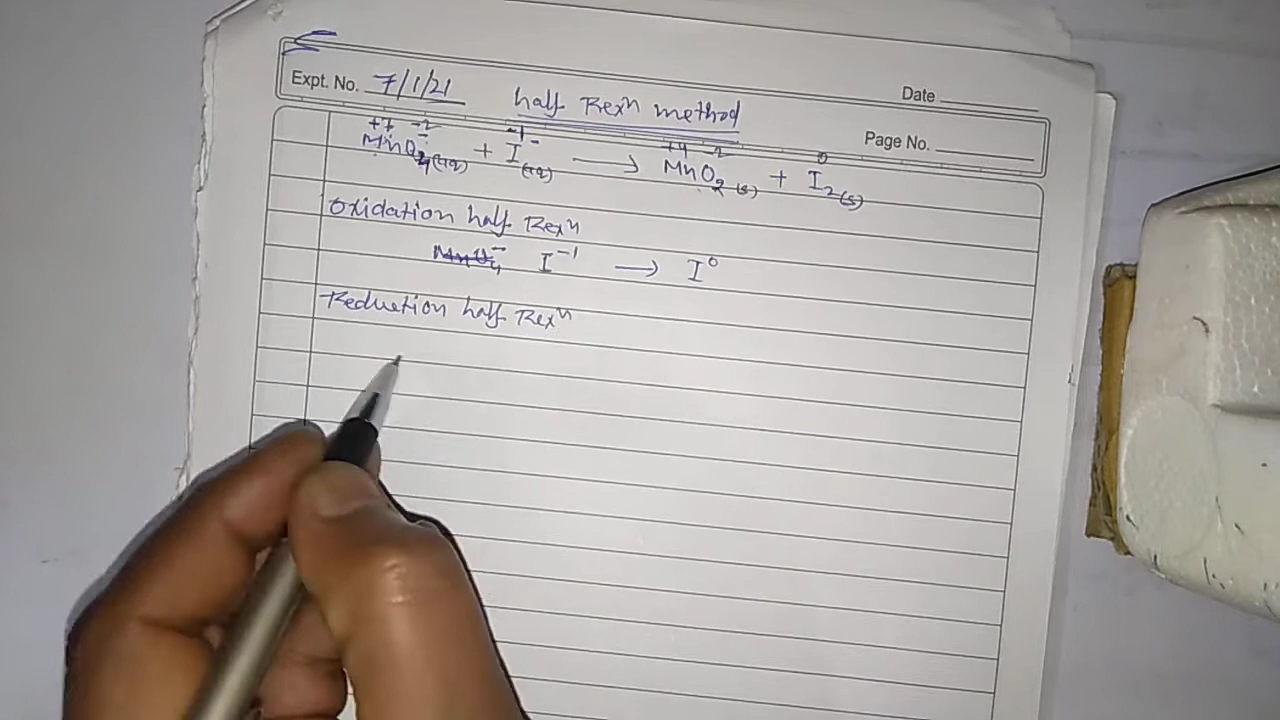 Expt. No. 7/1/21
Date
half Rexⁿ method
Page No.
+7 -2 -1 +4 -2 0
MnO₄⁻(aq) + I⁻(aq) → MnO₂(s) + I₂(s)
Oxidation half Rexⁿ
I⁻¹ → I⁰
Reduction half Rexⁿ